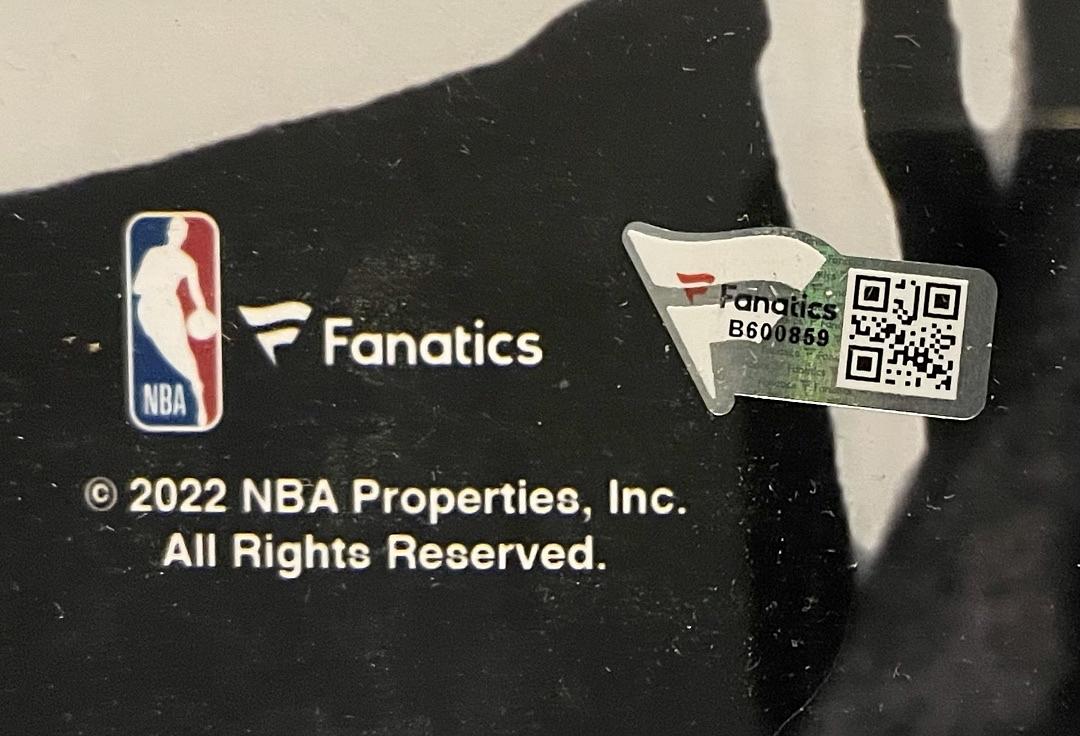 NBA
Fanatics
Fanatics
B600859
© 2022 NBA Properties, Inc.
All Rights Reserved.